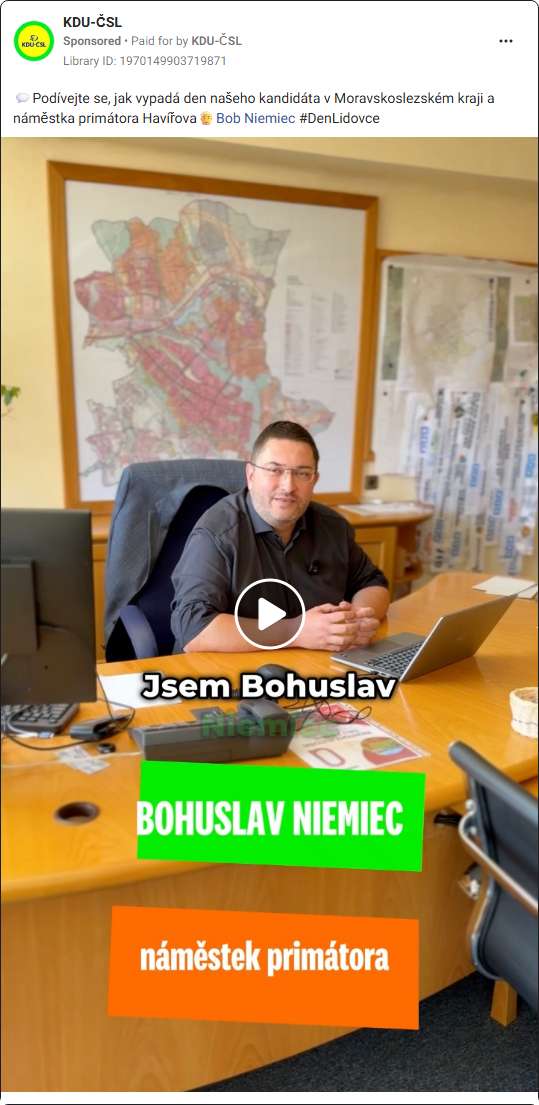 KDU-ČSL
Sponsored • Paid for by KDU-ČSL
Library ID: 1970149903719871
KDU-ČSL
Podívejte se, jak vypadá den našeho kandidáta v Moravskoslezském kraji a
náměstka primátora Havířova Bob Niemiec #DenLidovce
Jsem Bohuslav
Niemiec
BOHUSLAV NIEMIEC
náměstek primátora